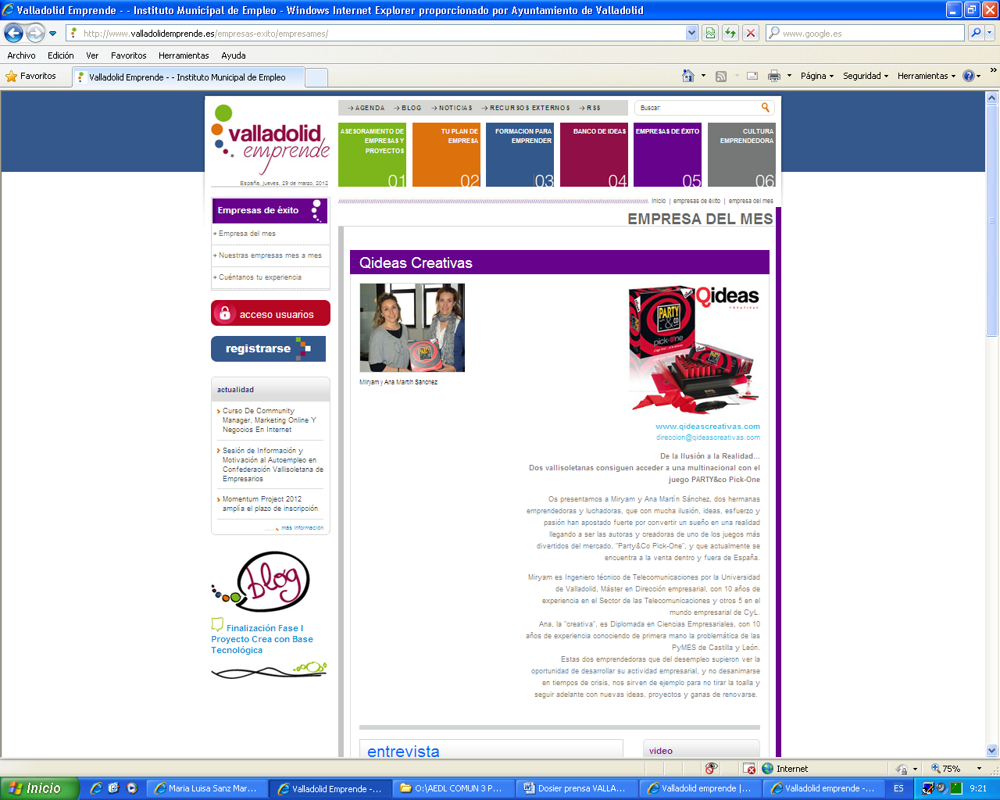 Valladolid Emprende - - Instituto Municipal de Empleo - Windows Internet Explorer proporcionado por Ayuntamiento de Valladolid
http://www.valladolidemprende.es/empresas-exito/empresames/
www.google.es
Archivo Edición Ver Favoritos Herramientas Ayuda
Favoritos
Valladolid Emprende - - Instituto Municipal de Empleo
Página Seguridad Herramientas
valladolid
emprende
España, jueves, 29 de marzo, 2012
AGENDA BLOG NOTICIAS RECURSOS EXTERNOS RSS
Buscar:
ASESORAMIENTO DE
EMPRESAS Y
PROYECTOS
01
TU PLAN DE
EMPRESA
02
FORMACION PARA
EMPRENDER
03
BANCO DE IDEAS
04
EMPRESAS DE ÉXITO
05
CULTURA
EMPRENDEDORA
06
Inicio | empresas de éxito | empresa del mes
EMPRESA DEL MES
Empresas de éxito
Empresa del mes
Nuestras empresas mes a mes
Cuéntanos tu experiencia
acceso usuarios
registrarse
actualidad
Curso De Community
Manager, Marketing Online Y
Negocios En Internet
Sesión de Información y
Motivación al Autoempleo en
Confederación Vallisoletana de
Empresarios
Momentum Project 2012
amplía el plazo de inscripción
más información
blog
Finalización Fase I
Proyecto Crea con Base
Tecnológica
Qideas Creativas
Miryam y Ana Martín Sánchez
Qideas
creativas
PARTY
&CO
pick-one
www.qideascreativas.com
direccion@qideascreativas.com
De la Ilusión a la Realidad...
Dos vallisoletanas consiguen acceder a una multinacional con el
juego PARTY&co Pick-One
Os presentamos a Miryam y Ana Martín Sánchez, dos hermanas
emprendedoras y luchadoras, que con mucha ilusión, ideas, esfuerzo y
pasión han apostado fuerte por convertir un sueño en una realidad
llegando a ser las autoras y creadoras de uno de los juegos más
divertidos del mercado, "Party&Co Pick-One", y que actualmente se
encuentra a la venta dentro y fuera de España.
Miryam es Ingeniero técnico de Telecomunicaciones por la Universidad
de Valladolid, Máster en Dirección empresarial, con 10 años de
experiencia en el Sector de las Telecomunicaciones y otros 5 en el
mundo empresarial de CyL.
Ana, la "creativa", es Diplomada en Ciencias Empresariales, con 10
años de experiencia conociendo de primera mano la problemática de las
PyMES de Castilla y León.
Estas dos emprendedoras que del desempleo supieron ver la
oportunidad de desarrollar su actividad empresarial, y no desanimarse
en tiempos de crisis, nos sirven de ejemplo para no tirar la toalla y
seguir adelante con nuevas ideas, proyectos y ganas de renovarse.
entrevista
video
Internet
75%
Inicio
Maria Luisa Sanz Mar...
Valladolid Emprende -...
O:\AEDL COMUN 3 P...
Dosier prensa VALLA...
Valladolid emprende |...
Valladolid emprende -...
ES
9:21